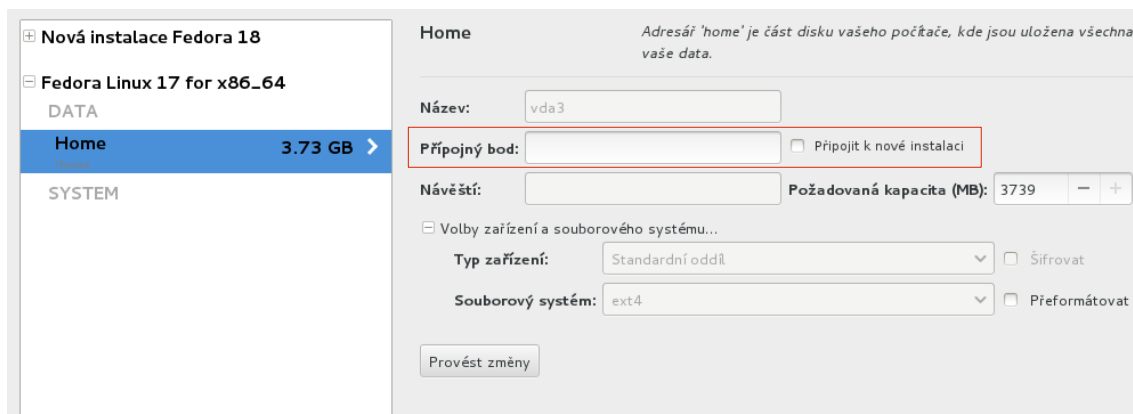 Nová instalace Fedora 18
Fedora Linux 17 for x86_64
DATA
Home
3.73 GB
SYSTEM
Home
Adresář 'home' je část disku vašeho počítače, kde jsou uložena všechna
vaše data.
Název: vda3
Přípojný bod: Připojit k nové instalaci
Návěští: Požadovaná kapacita (MB): 3739
Volby zařízení a souborového systému...
Typ zařízení: Standardní oddíl Šifrovat
Souborový systém: ext4 Přeformátovat
Provést změny